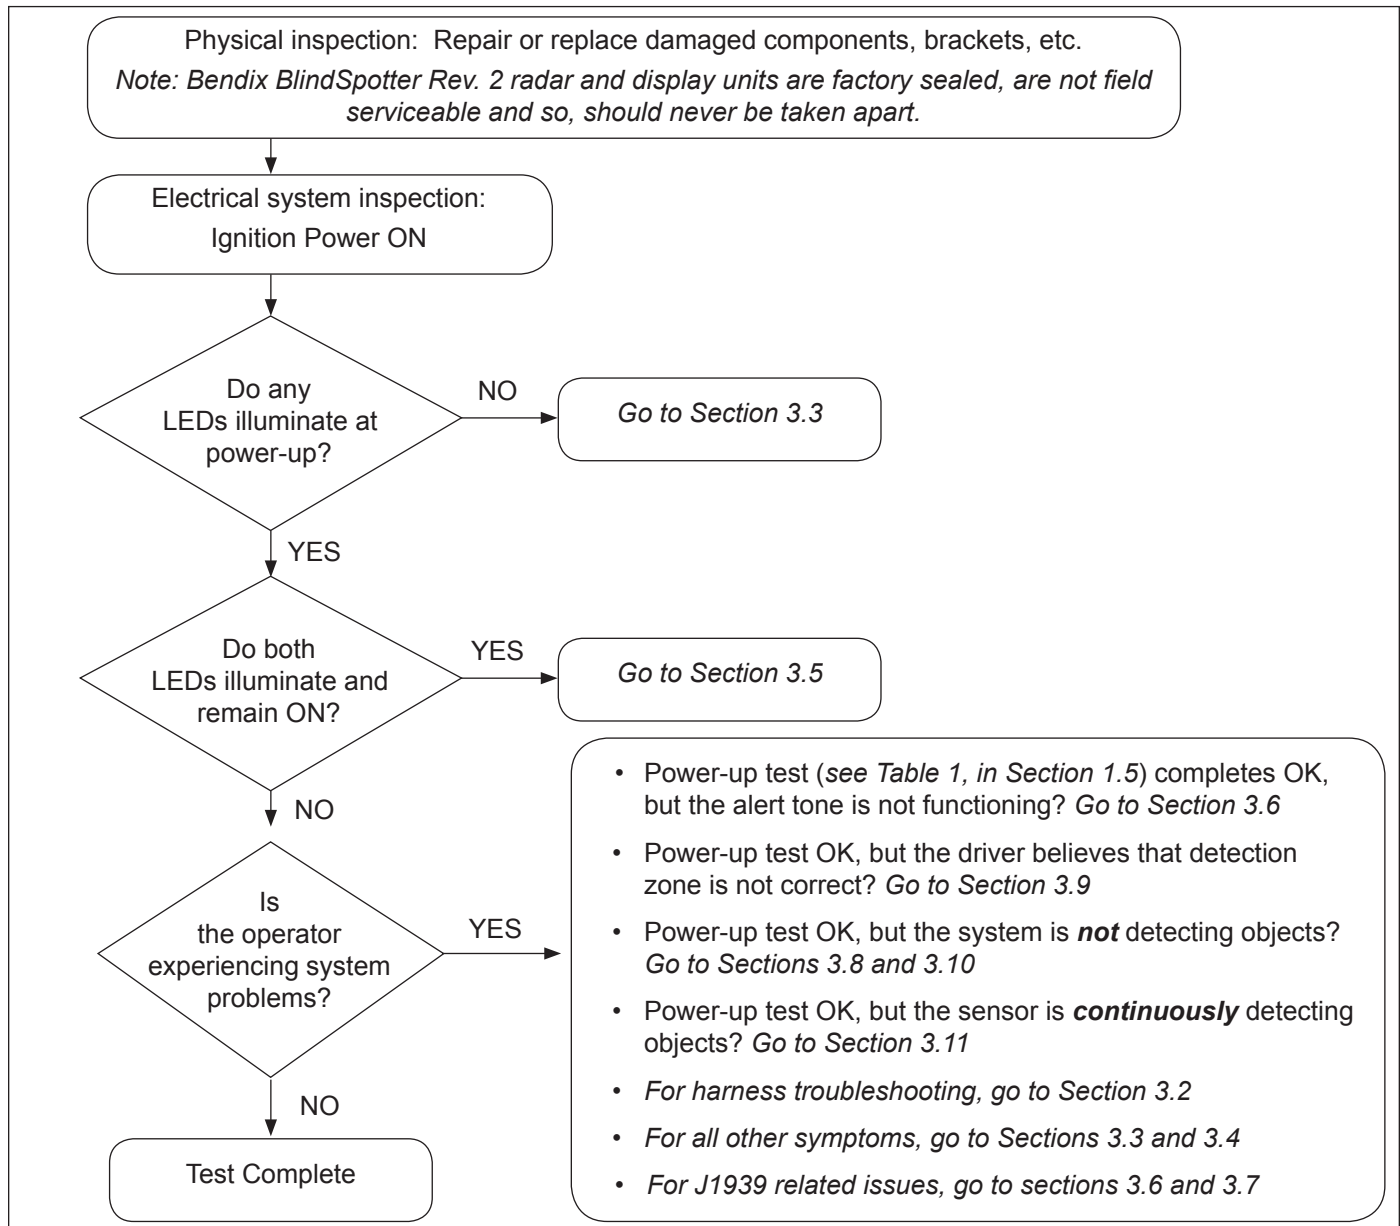 Physical inspection: Repair or replace damaged components, brackets, etc.
Note: Bendix BlindSpotter Rev. 2 radar and display units are factory sealed, are not field
serviceable and so, should never be taken apart.
Electrical system inspection:
Ignition Power ON
Do any
LEDs illuminate at
power-up?
NO
Go to Section 3.3
YES
Do both
LEDs illuminate and
remain ON?
YES
Go to Section 3.5
NO
Is
the operator
experiencing system
problems?
YES
• Power-up test (see Table 1, in Section 1.5) completes OK,
but the alert tone is not functioning? Go to Section 3.6
• Power-up test OK, but the driver believes that detection
zone is not correct? Go to Section 3.9
• Power-up test OK, but the system is not detecting objects?
Go to Sections 3.8 and 3.10
• Power-up test OK, but the sensor is continuously detecting
objects? Go to Section 3.11
• For harness troubleshooting, go to Section 3.2
• For all other symptoms, go to Sections 3.3 and 3.4
• For J1939 related issues, go to sections 3.6 and 3.7
NO
Test Complete